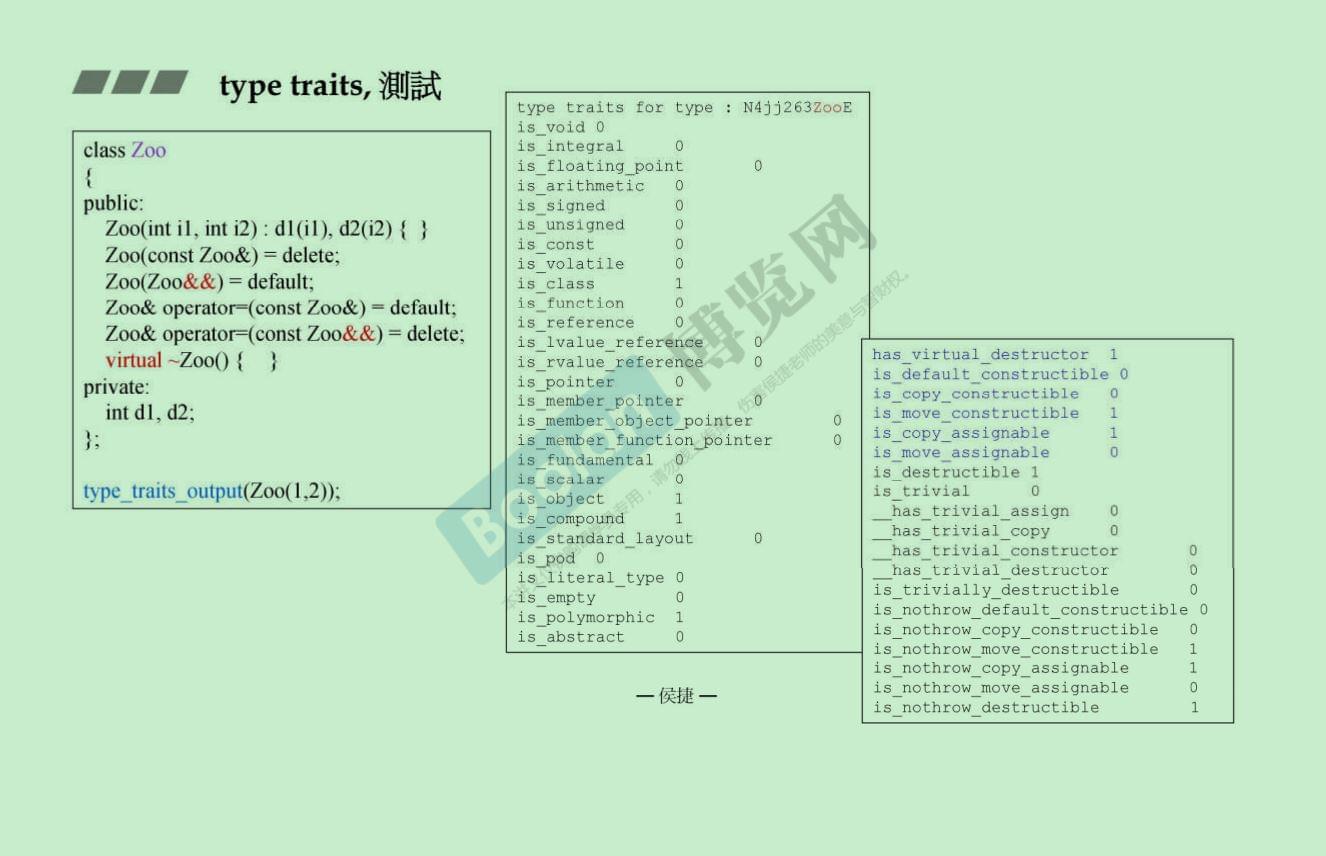 type traits, 測試
class Zoo
{
public:
Zoo(int i1, int i2) : d1(i1), d2(i2) { }
Zoo(const Zoo&) = delete;
Zoo(Zoo&&) = default;
Zoo& operator=(const Zoo&) = default;
Zoo& operator=(const Zoo&&) = delete;
virtual ~Zoo() { }
private:
int d1, d2;
};
type_traits_output(Zoo(1,2));
type traits for type : N4jj263ZooE
is_void 0
is_integral 0
is_floating_point 0
is_arithmetic 0
is_signed 0
is_unsigned 0
is_const 0
is_volatile 0
is_class 1
is_function 0
is_reference 0
is_lvalue_reference 0
is_rvalue_reference 0
is_pointer 0
is_member_pointer 0
is_member_object_pointer 0
is_member_function_pointer 0
is_fundamental 0
is_scalar 0
is_object 1
is_compound 1
is_standard_layout 0
is_pod 0
is_literal_type 0
is_empty 0
is_polymorphic 1
is_abstract 0
has_virtual_destructor 1
is_default_constructible 0
is_copy_constructible 0
is_move_constructible 1
is_copy_assignable 1
is_move_assignable 0
is_destructible 1
is_trivial 0
__has_trivial_assign 0
__has_trivial_copy 0
__has_trivial_constructor 0
__has_trivial_destructor 0
is_trivially_destructible 0
is_nothrow_default_constructible 0
is_nothrow_copy_constructible 0
is_nothrow_move_constructible 1
is_nothrow_copy_assignable 1
is_nothrow_move_assignable 0
is_nothrow_destructible 1
— 侯捷 —
Boolan 博览网